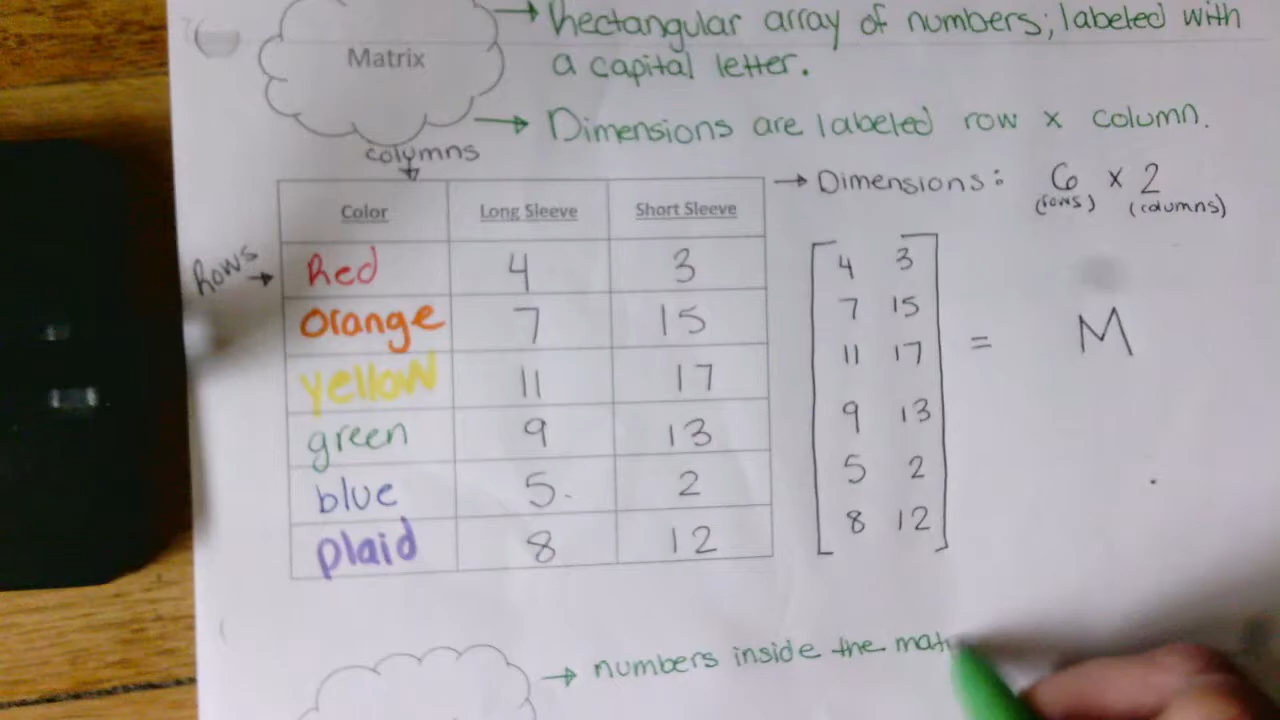 Rectangular array of numbers; labeled with
Matrix
a capital letter.
Dimensions are labeled row x column.
columns
Dimensions: 6 x 2
(rows) (columns)
Color Long Sleeve Short Sleeve
Rows
Red 4 3
orange 7 15
yellow 11 17
green 9 13
blue 5 2
plaid 8 12
4 3
7 15
11 17
9 13
5 2
8 12
= M
numbers inside the mat